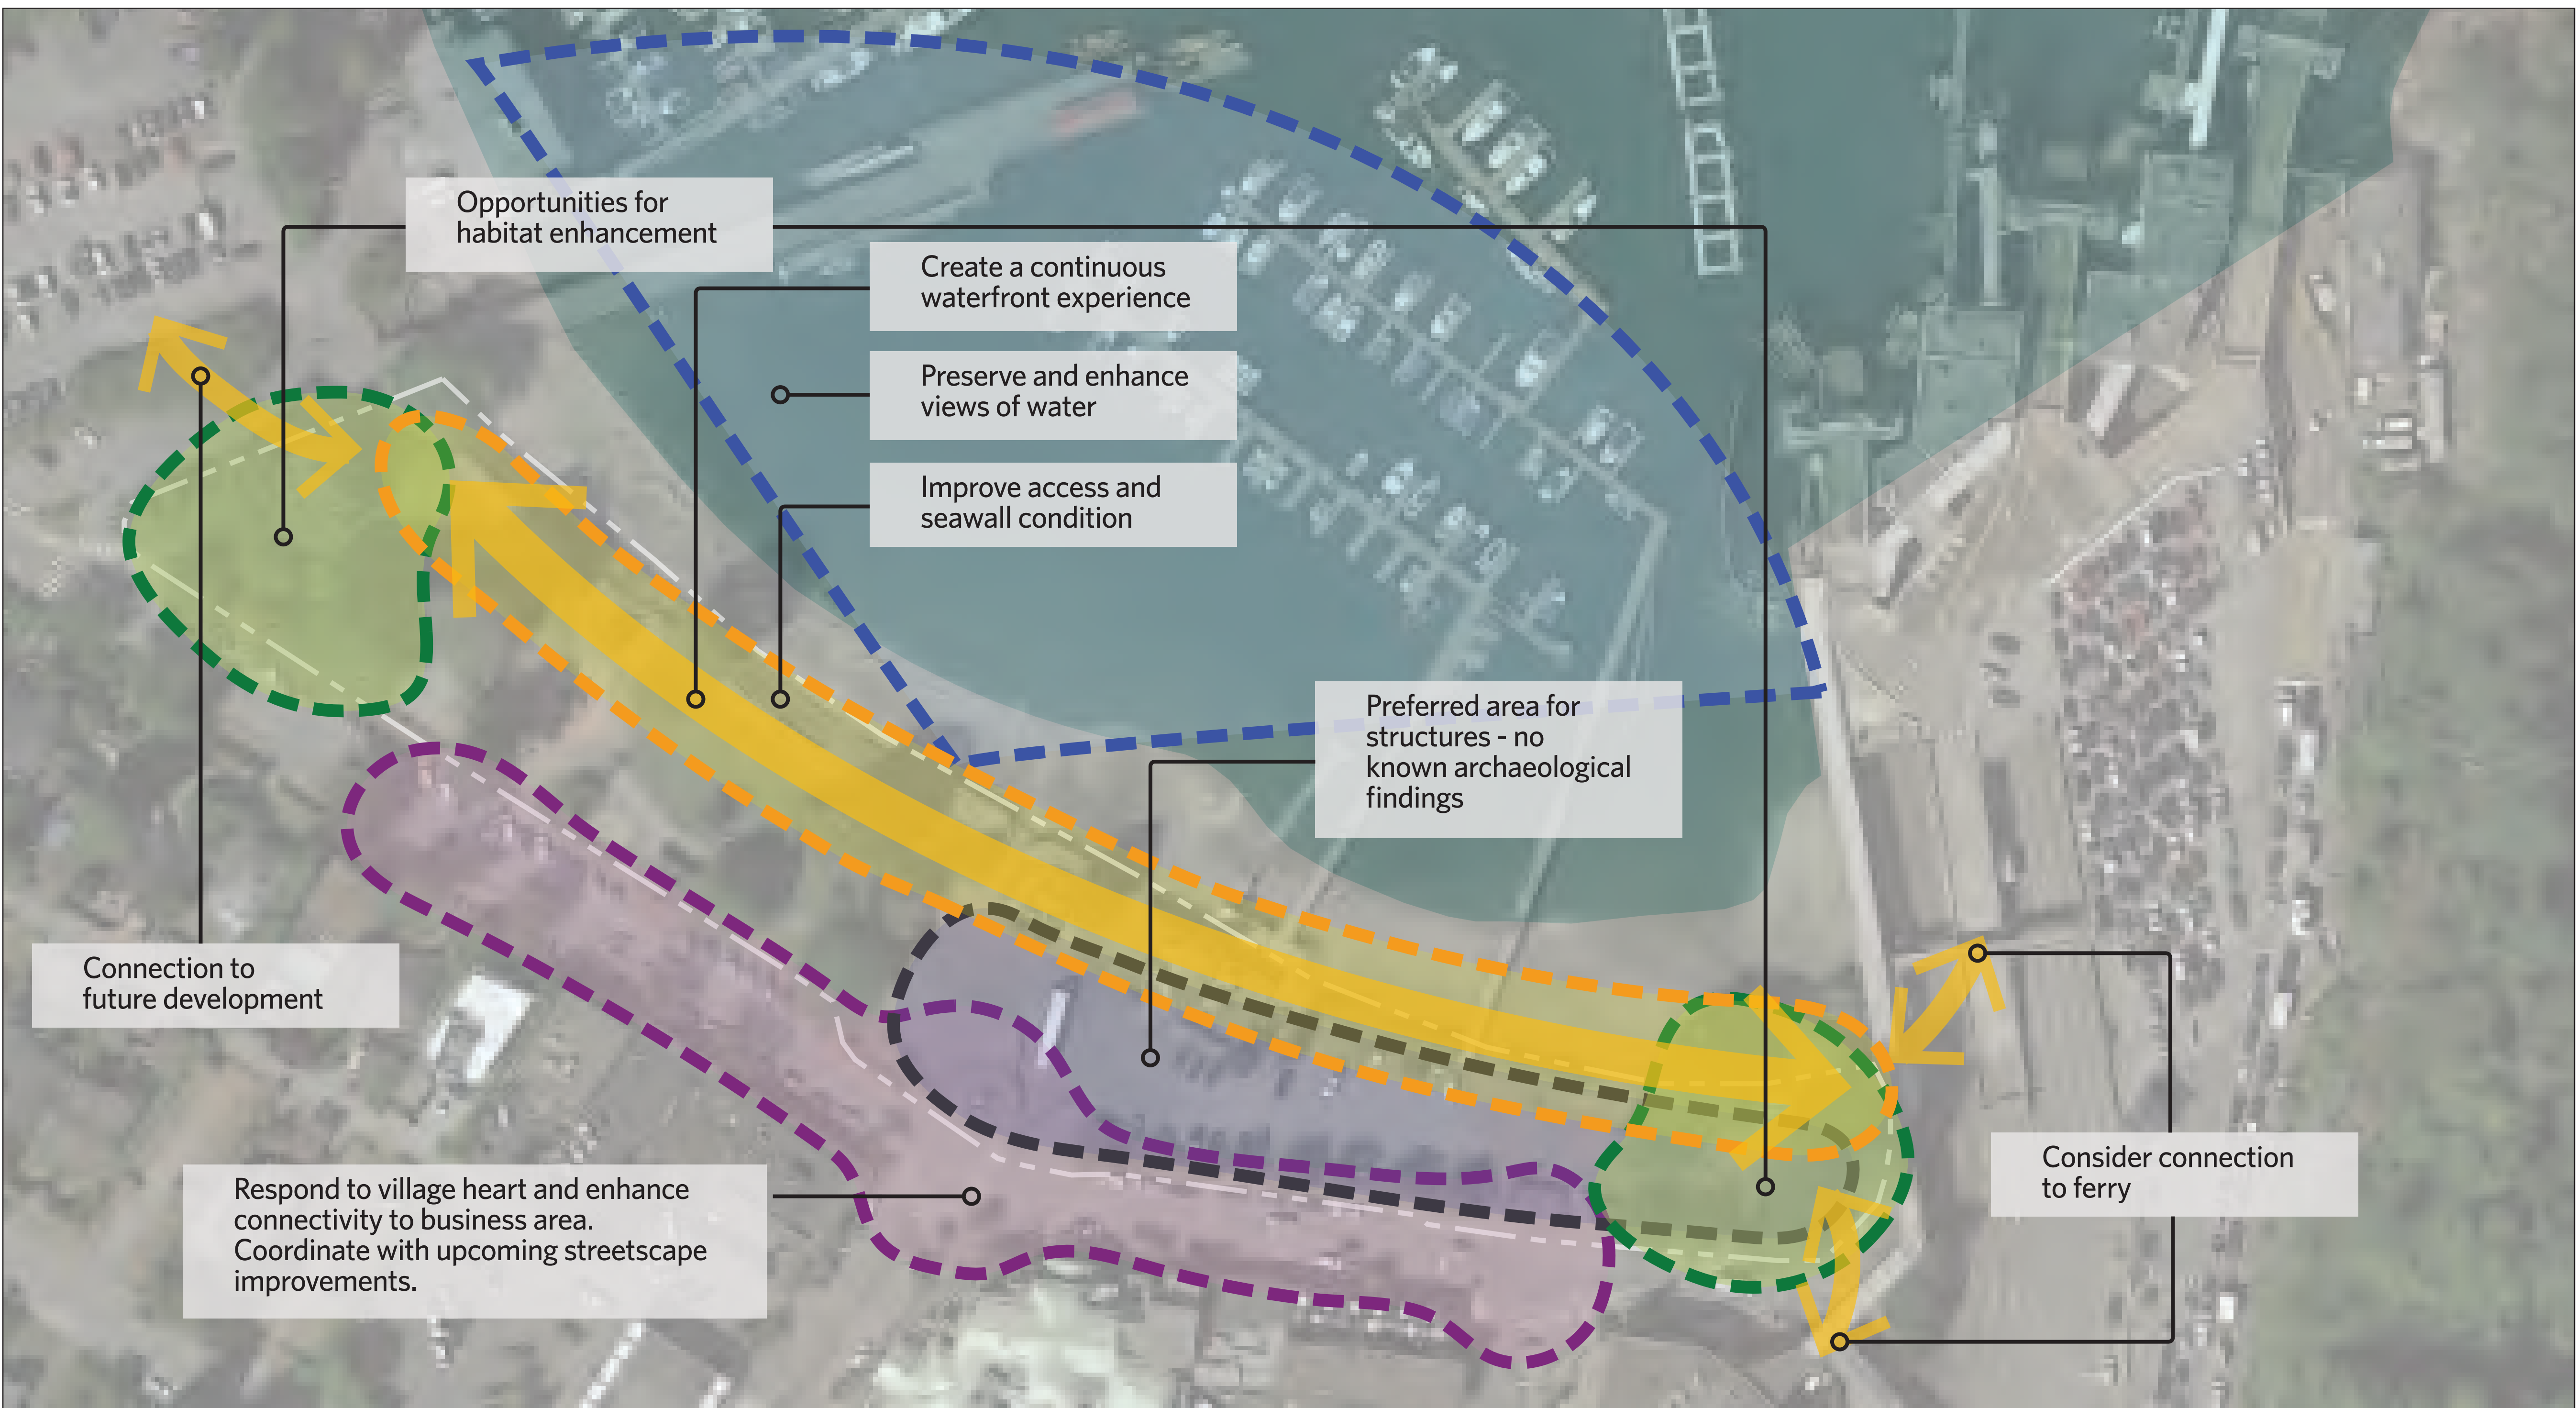 Opportunities for
habitat enhancement
Create a continuous
waterfront experience
Preserve and enhance
views of water
Improve access and
seawall condition
Preferred area for
structures - no
known archaeological
findings
Connection to
future development
Consider connection
to ferry
Respond to village heart and enhance
connectivity to business area.
Coordinate with upcoming streetscape
improvements.